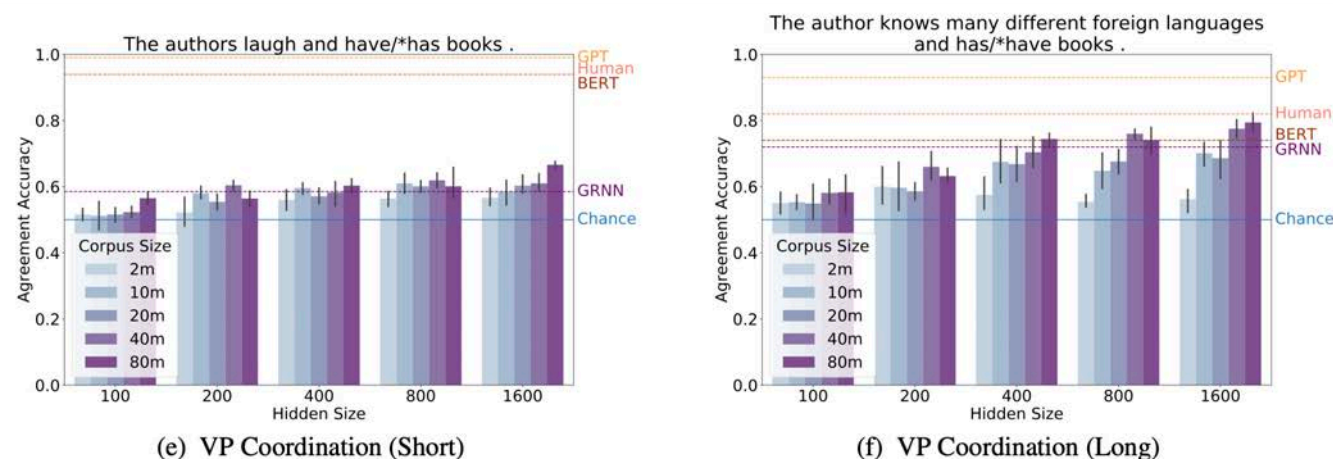 The authors laugh and have/*has books .
1.0
0.8
0.6
0.4
0.2
0.0
Agreement Accuracy
GPT
Human
BERT
GRNN
Chance
Corpus Size
2m
10m
20m
40m
80m
100
200
400
800
1600
Hidden Size
(e) VP Coordination (Short)
The author knows many different foreign languages
and has/*have books .
1.0
0.8
0.6
0.4
0.2
0.0
Agreement Accuracy
GPT
Human
BERT
GRNN
Chance
Corpus Size
2m
10m
20m
40m
80m
100
200
400
800
1600
Hidden Size
(f) VP Coordination (Long)